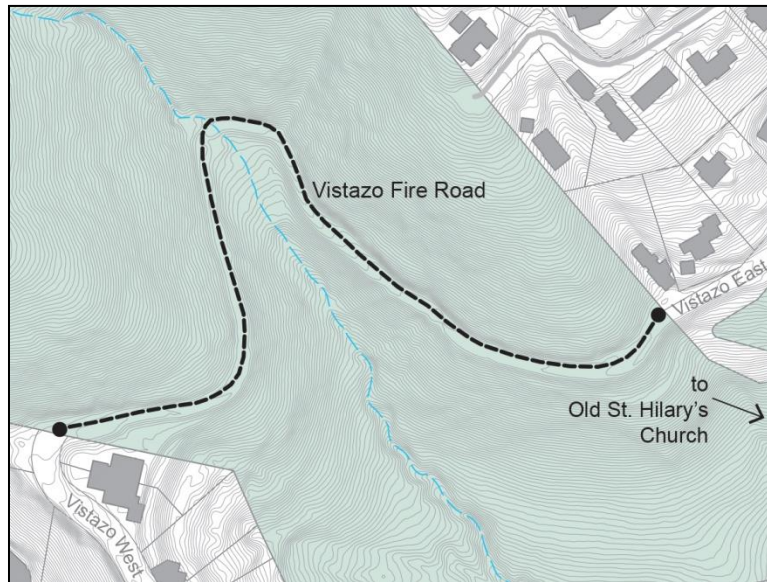 Vistazo Fire Road
Vistazo East
to
Old St. Hilary's
Church
Vistazo West